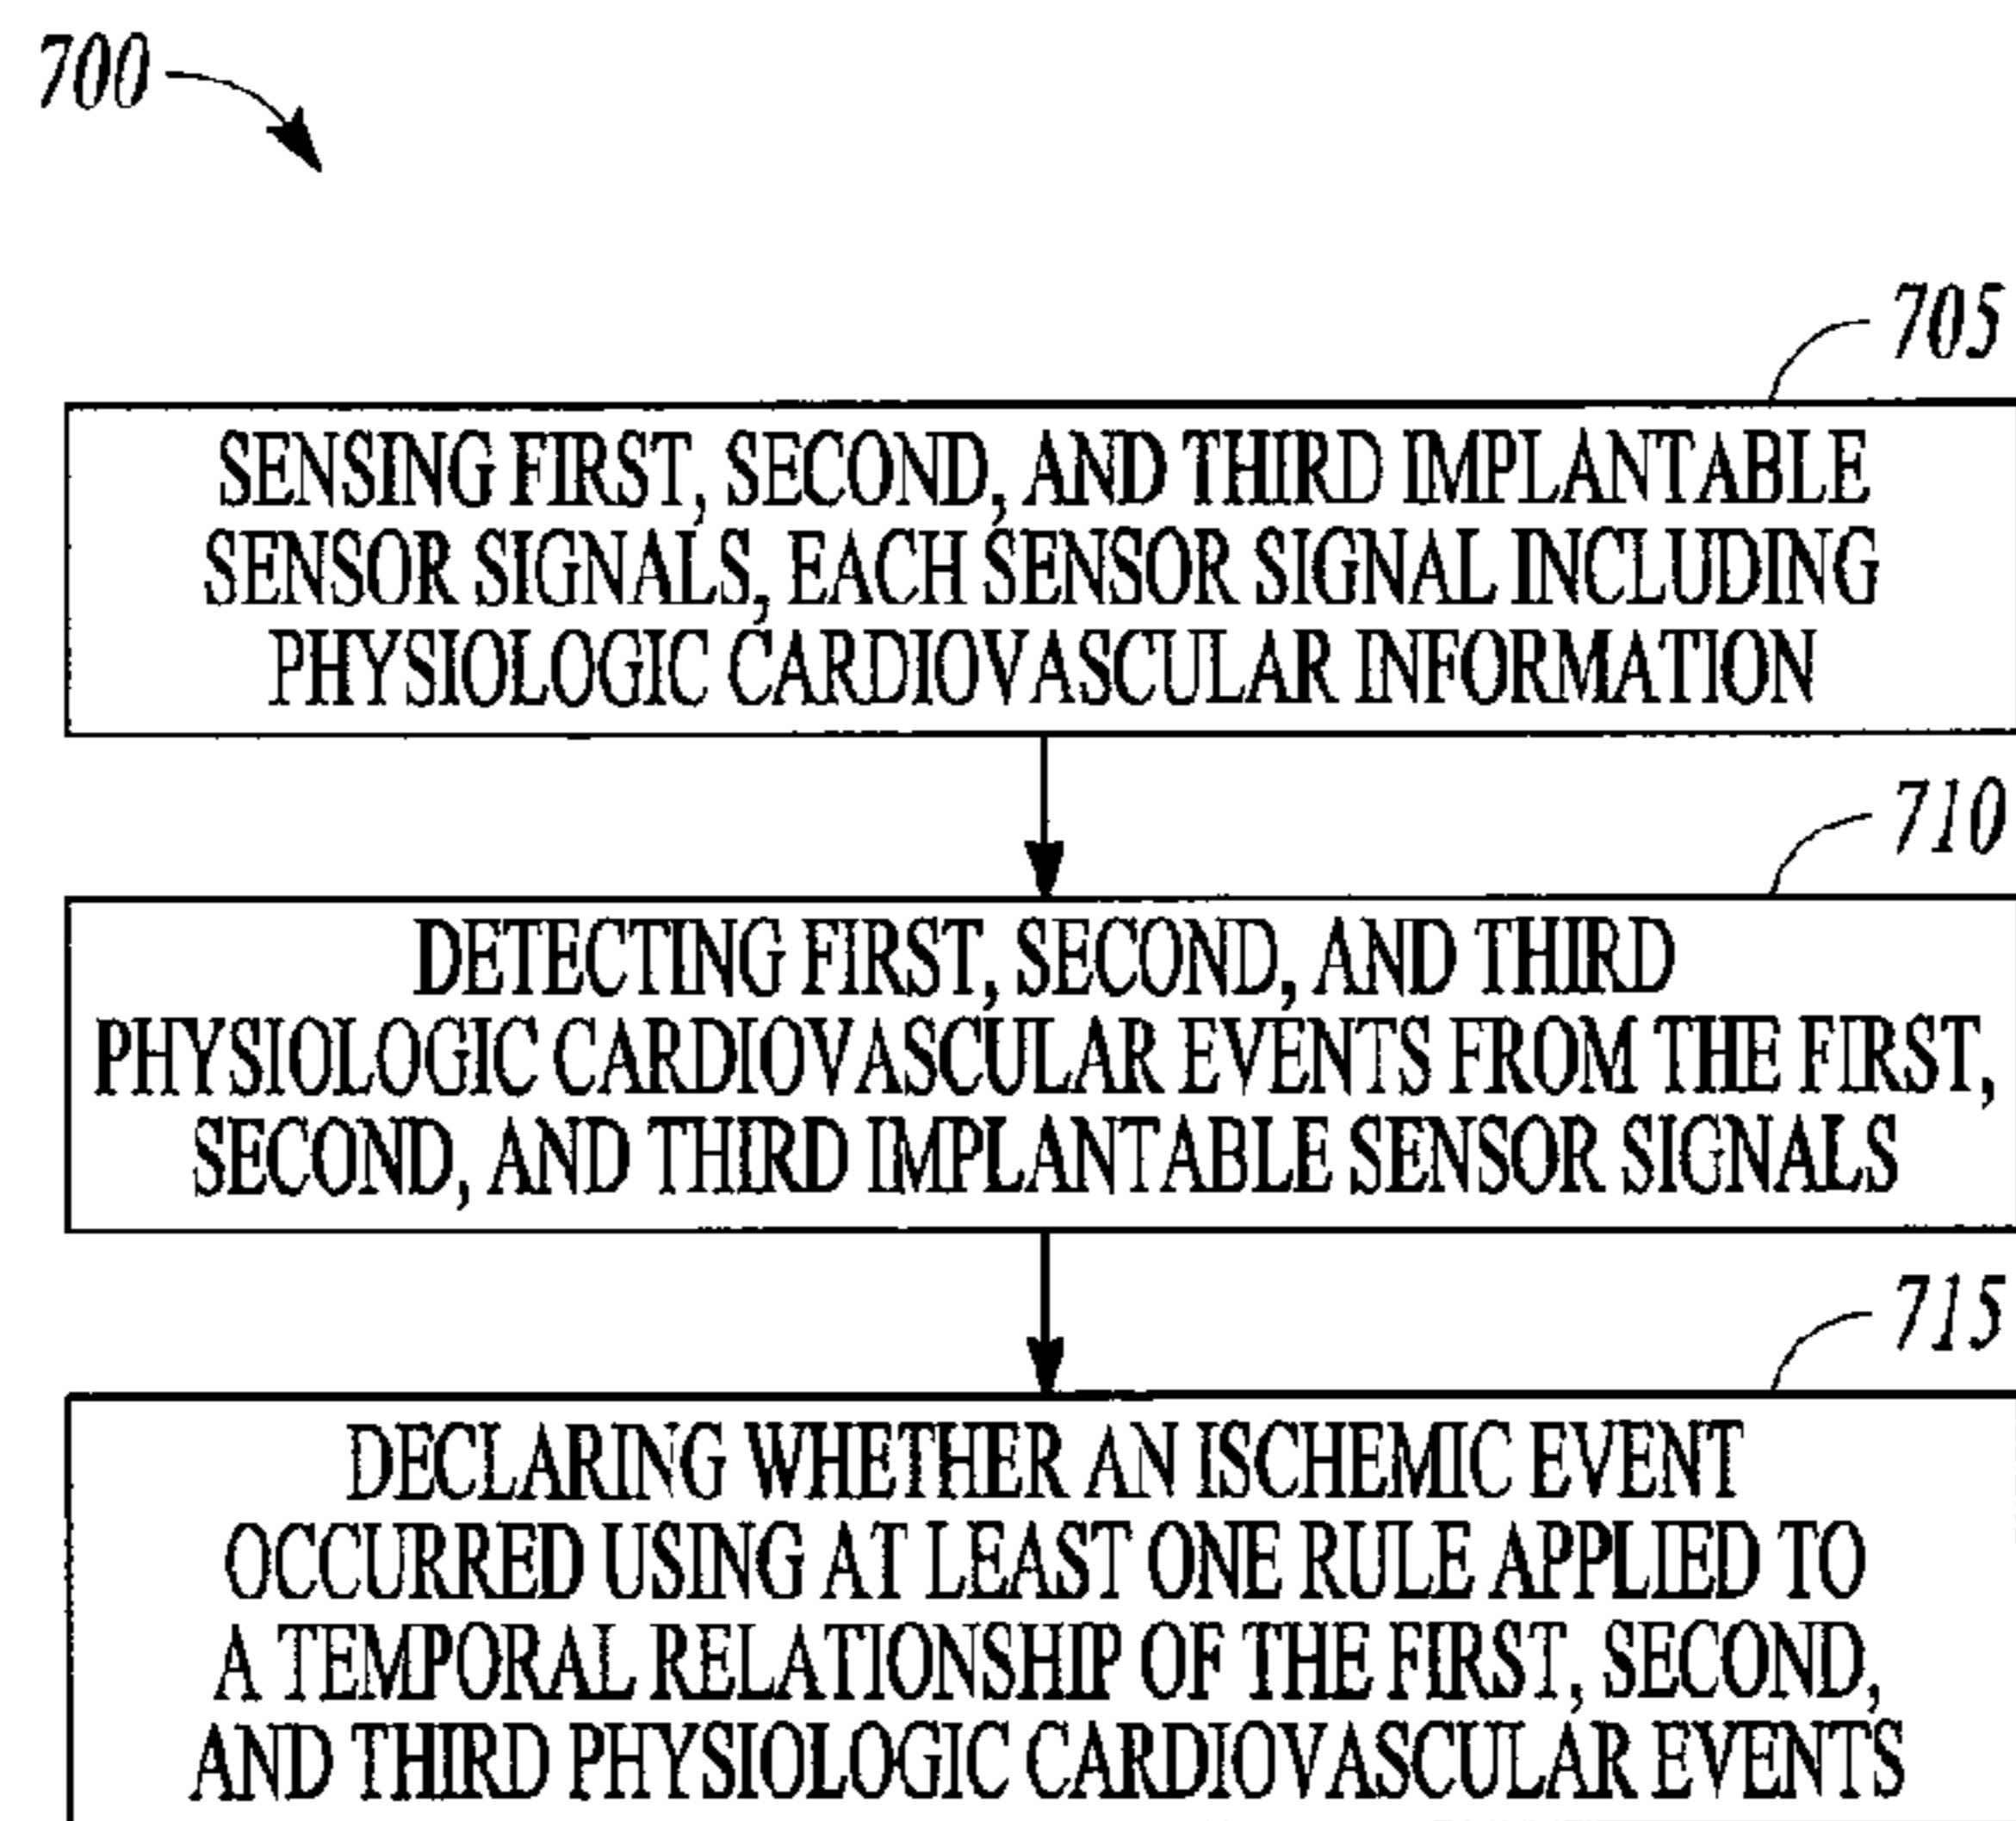 700
705
SENSING FIRST, SECOND, AND THIRD IMPLANTABLE
SENSOR SIGNALS, EACH SENSOR SIGNAL INCLUDING
PHYSIOLOGIC CARDIOVASCULAR INFORMATION
710
DETECTING FIRST, SECOND, AND THIRD
PHYSIOLOGIC CARDIOVASCULAR EVENTS FROM THE FIRST,
SECOND, AND THIRD IMPLANTABLE SENSOR SIGNALS
715
DECLARING WHETHER AN ISCHEMIC EVENT
OCCURRED USING AT LEAST ONE RULE APPLIED TO
A TEMPORAL RELATIONSHIP OF THE FIRST, SECOND,
AND THIRD PHYSIOLOGIC CARDIOVASCULAR EVENTS